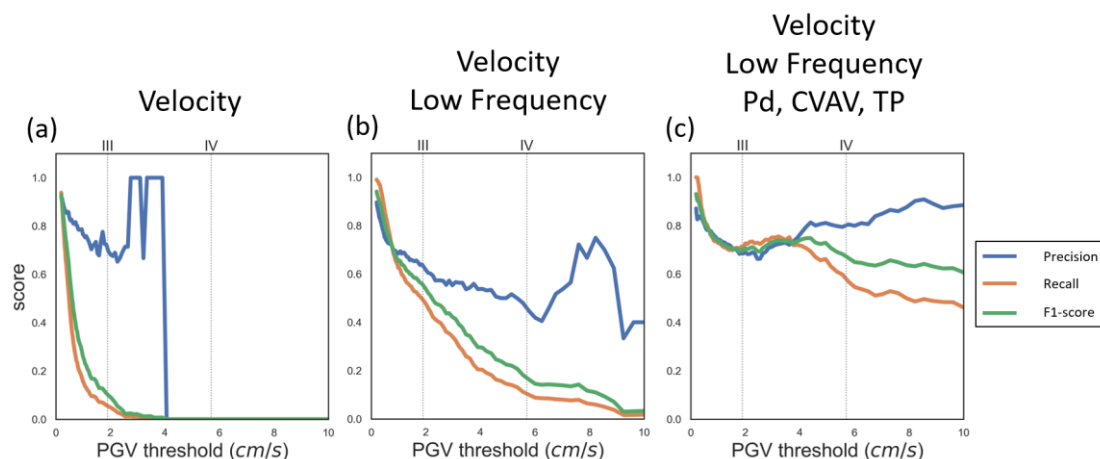 Velocity
(a)
III
IV
1.0
0.8
0.6
0.4
0.2
0.0
score
0
2
4
6
8
10
PGV threshold (cm/s)
Velocity
Low Frequency
(b)
III
IV
1.0
0.8
0.6
0.4
0.2
0.0
0
2
4
6
8
10
PGV threshold (cm/s)
Velocity
Low Frequency
Pd, CVAV, TP
(c)
III
IV
1.0
0.8
0.6
0.4
0.2
0.0
0
2
4
6
8
10
PGV threshold (cm/s)
Precision
Recall
F1-score